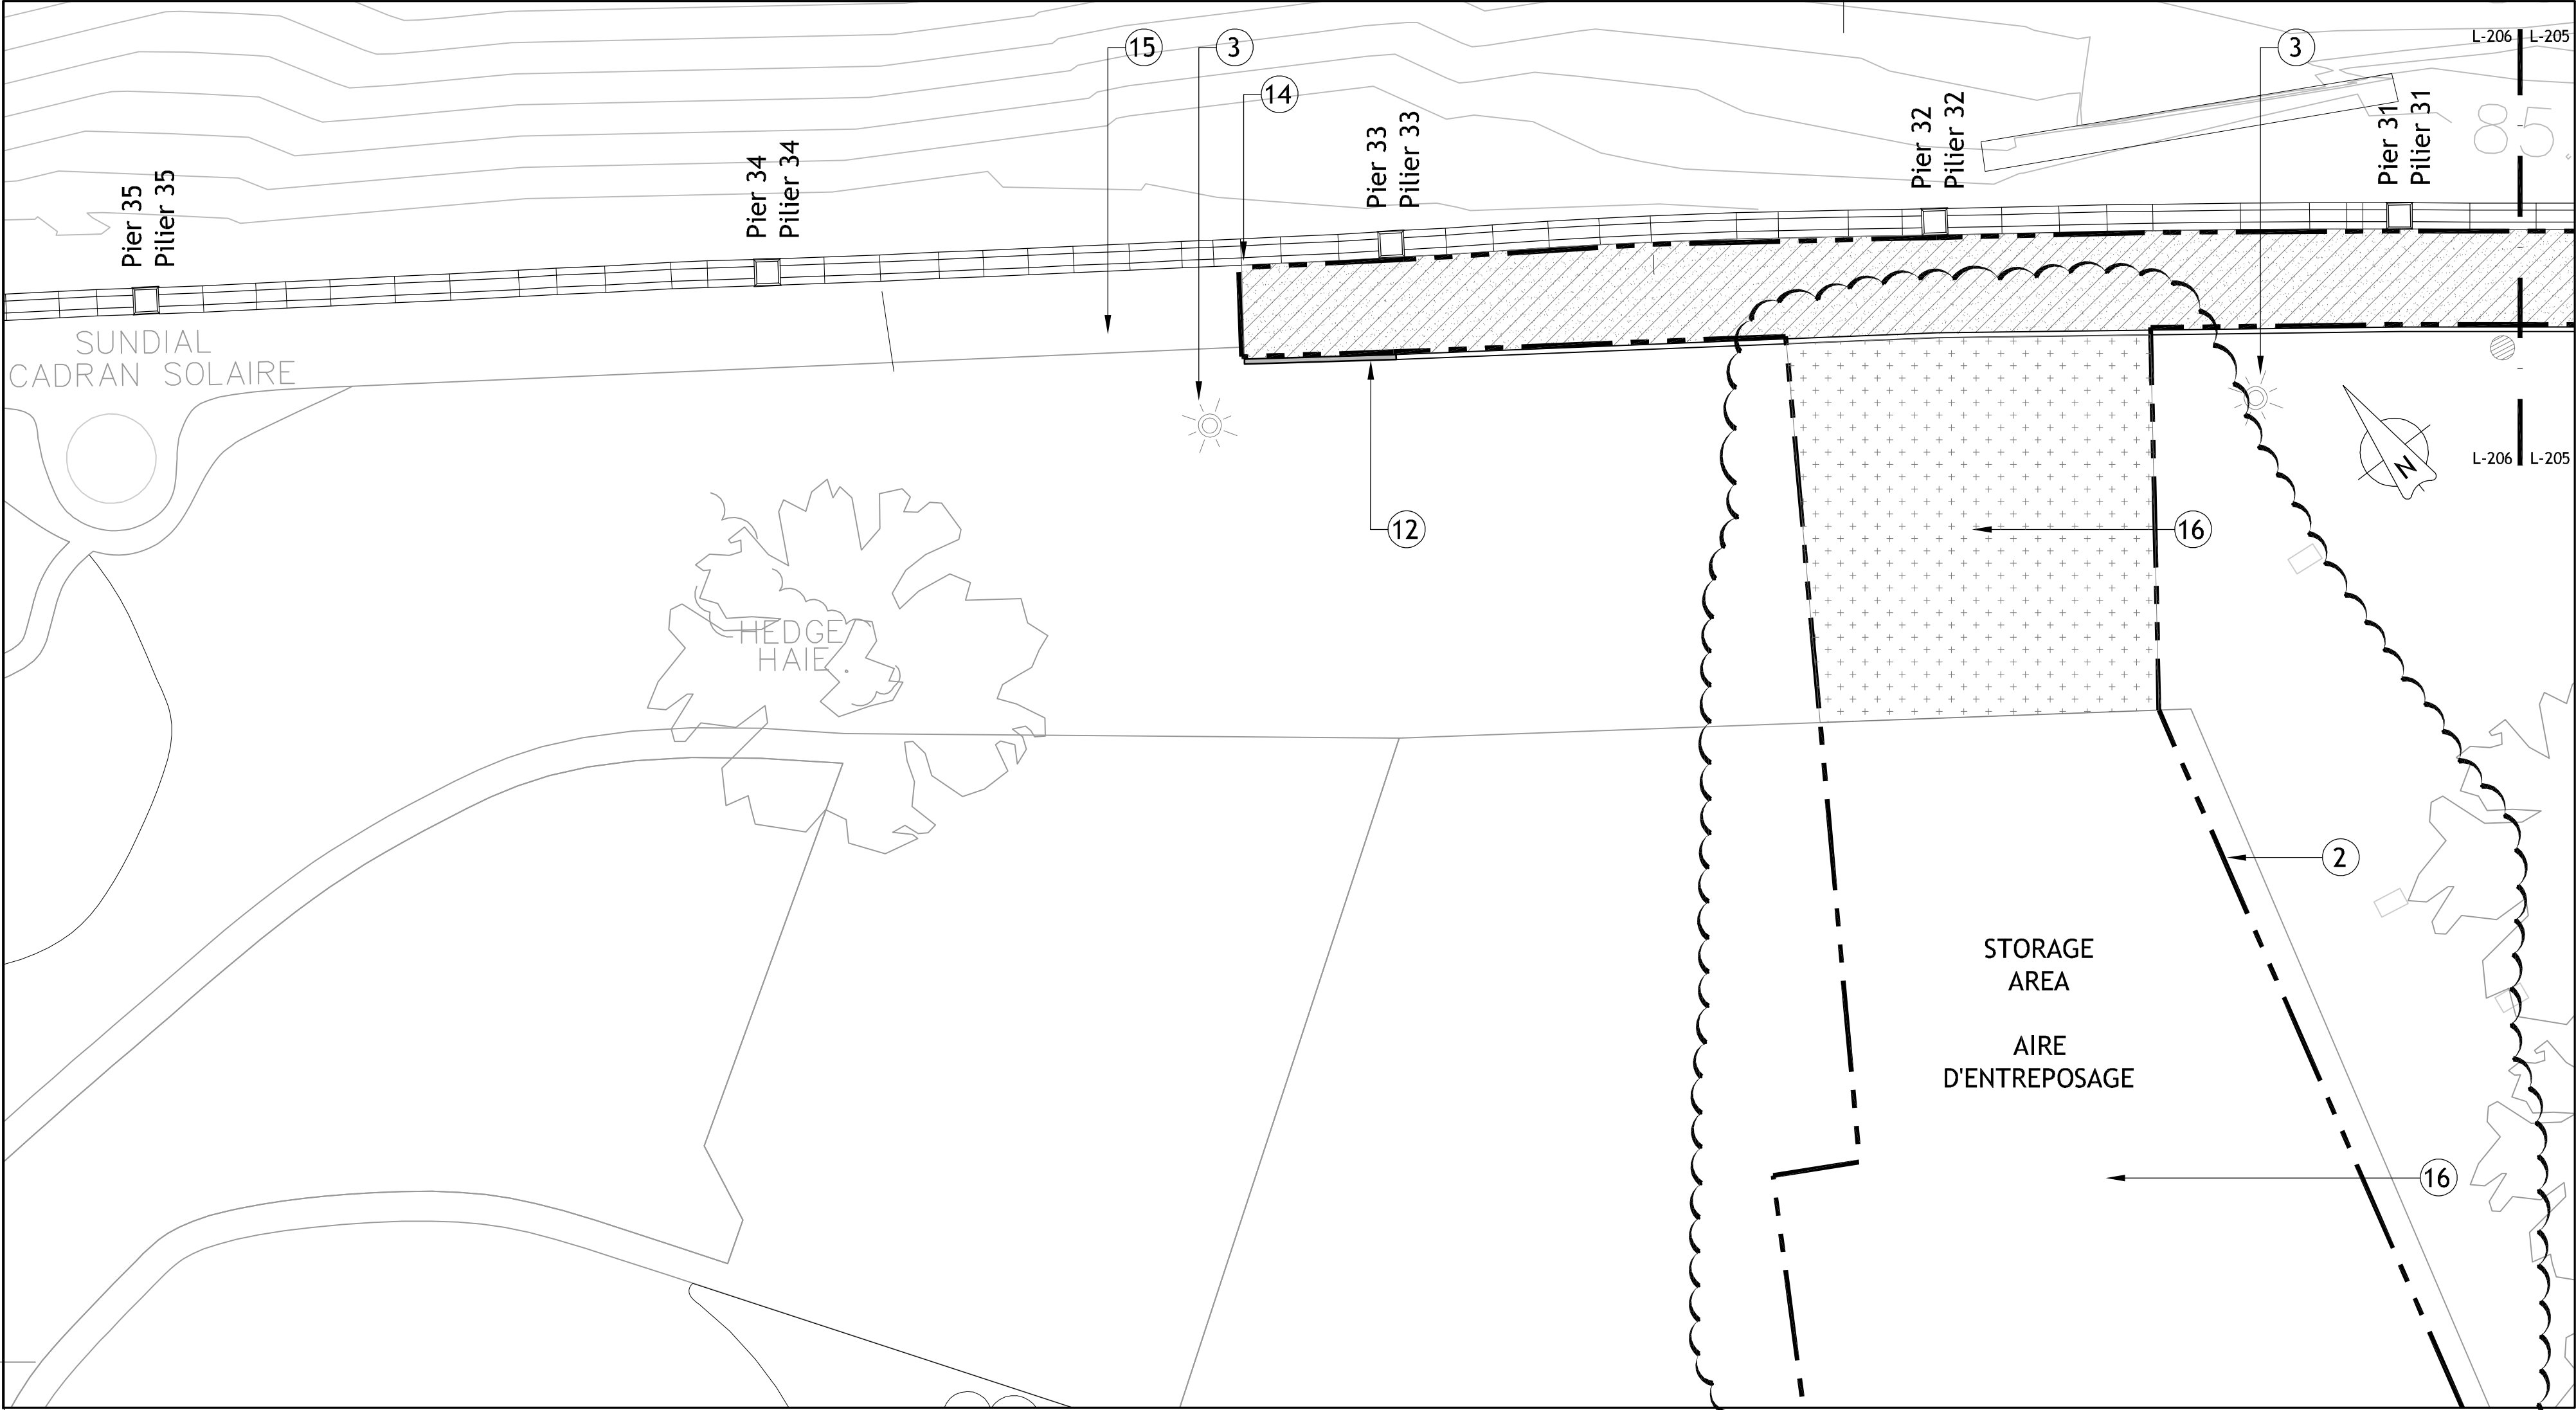 15
3
3
L-206
L-205
14
85
Pier 33
Pilier 33
Pier 32
Pilier 32
Pier 31
Pilier 31
Pier 34
Pilier 34
Pier 35
Pilier 35
SUNDIAL
CADRAN SOLAIRE
L-206
L-205
N
12
16
HEDGE
HAIE
2
STORAGE
AREA
AIRE
D'ENTREPOSAGE
16